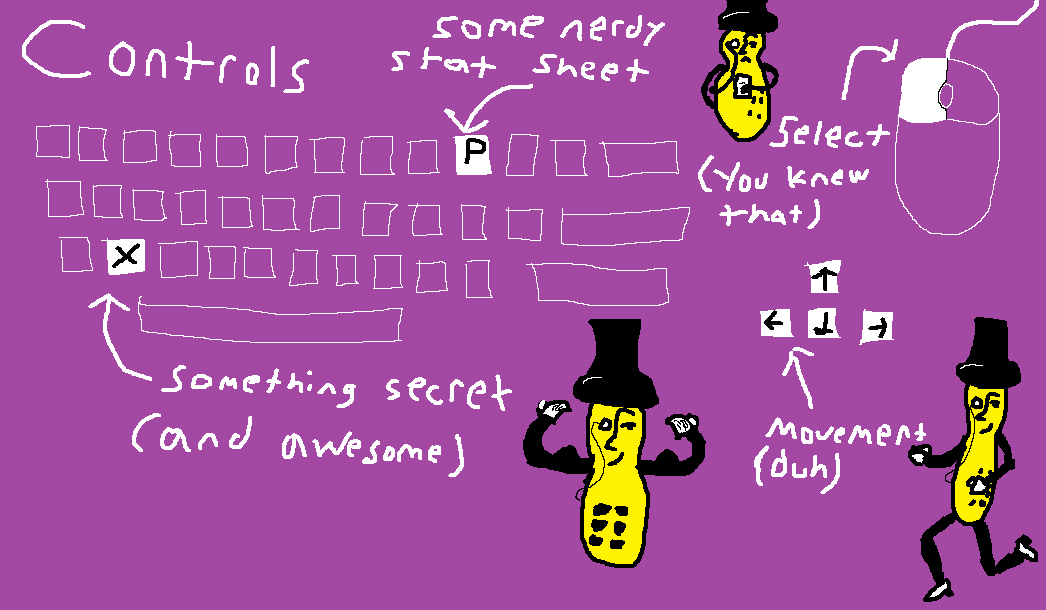 Controls
some nerdy
stat sheet
P
X
something secret
(and awesome)
select
(you knew
that)
↑
← ↓ →
movement
(duh)